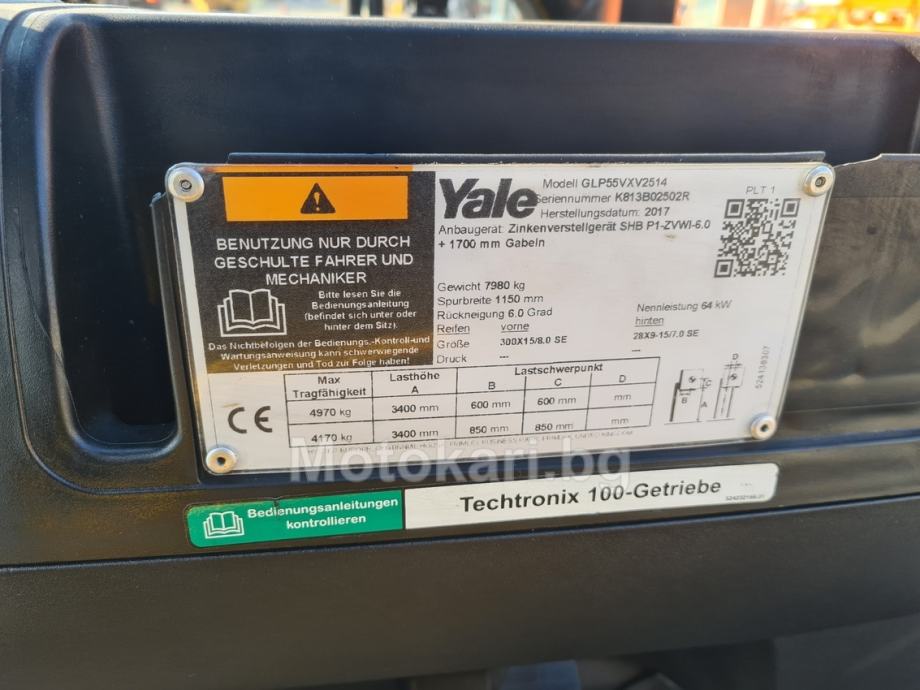 BENUTZUNG NUR DURCH
GESCHULTE FAHRER UND
MECHANIKER
Bitte lesen Sie die
Bedienungsanleitung
(befindet sich unter oder
hinter dem Sitz).
Das Nichtbefolgen der Bedienungs.-Kontroll-und
Wartungsanweisung kann schwerwiegende
Verletzungen und Tod zur Folge haben!
CE
Yale
Modell GLP55VXV2514
Seriennummer K813B02502R
Herstellungsdatum: 2017
PLT 1
Anbaugerät: Zinkenverstellgerät SHB P1-ZVWI-6.0
+ 1700 mm Gabeln
Gewicht 7980 kg
Spurbreite 1150 mm
Rückneigung 6.0 Grad
Nennleistung 64 kW
Reifen vorne hinten
Größe 300X15/8.0 SE 28X9-15/7.0 SE
Druck --- ---
Max Tragfähigkeit Lasthöhe A Lastschwerpunkt B C D
4970 kg 3400 mm 600 mm 600 mm mm
4170 kg 3400 mm 850 mm 850 mm mm
D
C
B
A
524138307
Motokari.bg
Bedienungsanleitungen
kontrollieren
Techtronix 100-Getriebe